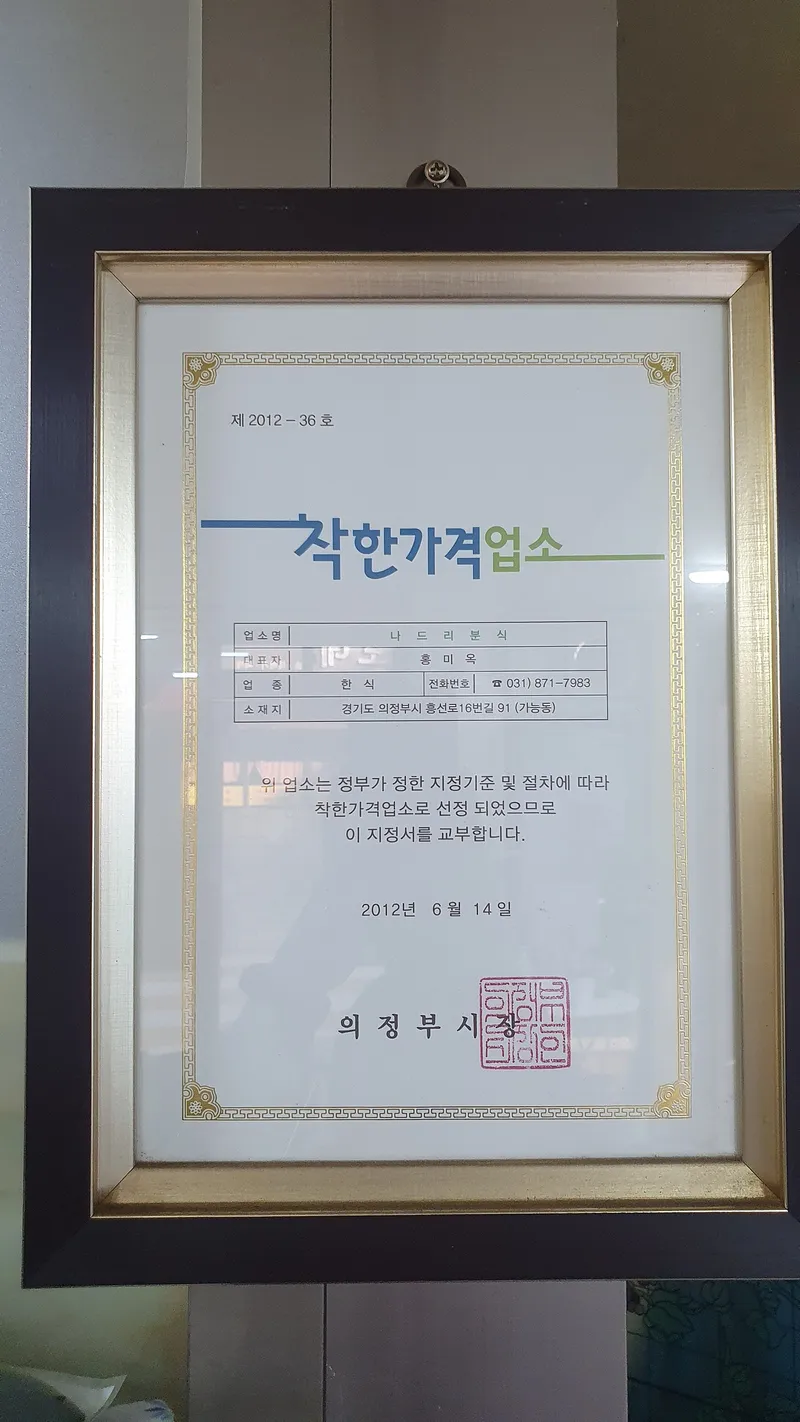 제 2012 – 36 호
착한가격업소
업소명 나 드 리 분 식
대표자 홍 미 옥
업 종 한 식 전화번호 ☎ 031) 871-7983
소재지 경기도 의정부시 흥선로16번길 91 (가능동)
위 업소는 정부가 정한 지정기준 및 절차에 따라
착한가격업소로 선정 되었으므로
이 지정서를 교부합니다.
2012년 6 월 14 일
의 정 부 시 장